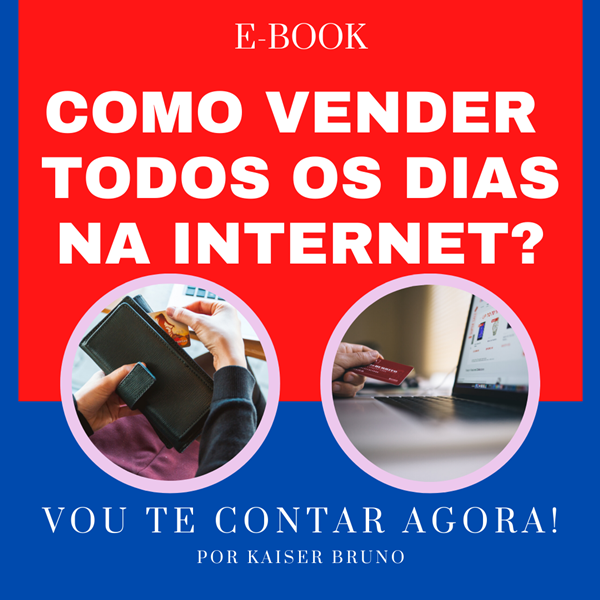 E-BOOK
COMO VENDER
TODOS OS DIAS
NA INTERNET?
VOU TE CONTAR AGORA!
POR KAISER BRUNO